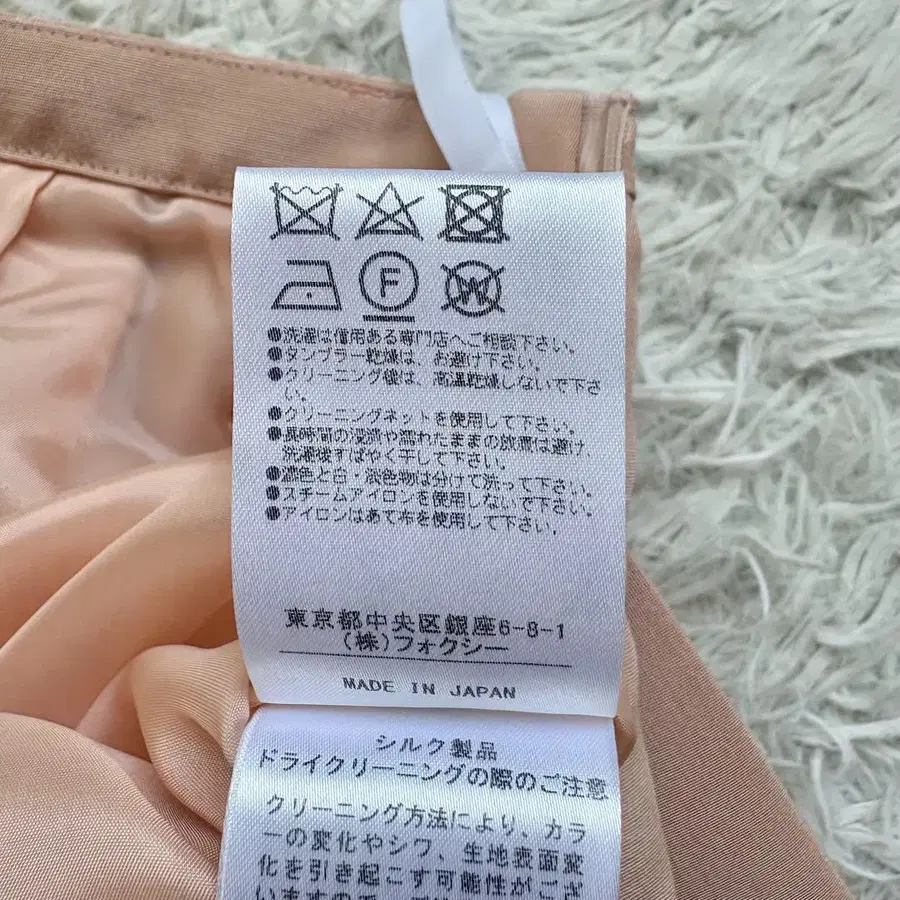 F W
●洗濯は信用ある専門店へご相談下さい。
●タンブラー乾燥は、お避け下さい。
●クリーニング後は、高温乾燥しないで下さ
い。
●クリーニングネットを使用して下さい。
●長時間の浸漬や濡れたままの放置は避け、
洗濯後すばやく干して下さい。
●濃色と白・淡色物は分けて洗って下さい。
●スチームアイロンを使用しないで下さい。
●アイロンはあて布を使用して下さい。
東京都中央区銀座6-8-1
(株)フォクシー
MADE IN JAPAN
シルク製品
ドライクリーニングの際のご注意
クリーニング方法により、カラ
ーの変化やシワ、生地表面変
化を引き起こす可能性がござ
いますので、